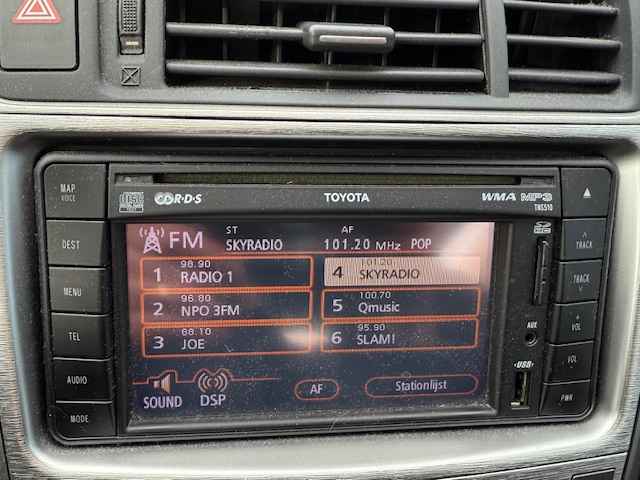 MAP
VOICE
DEST
MENU
TEL
AUDIO
MODE
DISC
R·D·S
TOYOTA
WMA MP3
TNS510
FM
ST
SKYRADIO
AF
101.20 MHz POP
1 98.90
RADIO 1
2 96.80
NPO 3FM
3 88.10
JOE
4 101.20
SKYRADIO
5 100.70
Qmusic
6 95.90
SLAM!
SOUND
DSP
AF
Stationlijst
AUX
USB
TRACK
TRACK
VOL
VOL
PWR